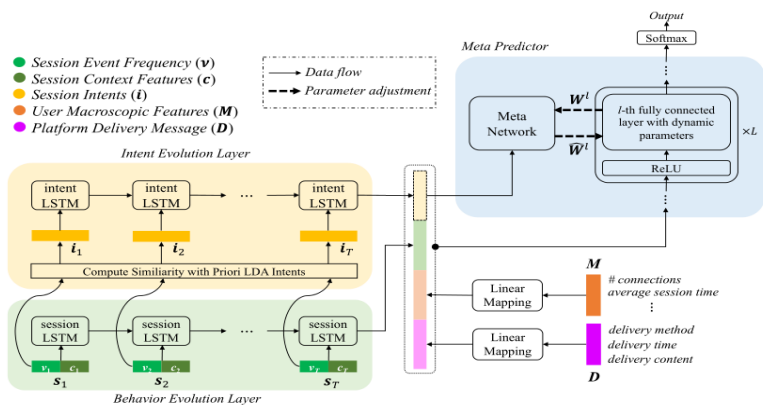 Output
Softmax
Meta Predictor
Session Event Frequency (v)
Session Context Features (c)
Session Intents (i)
User Macroscopic Features (M)
Platform Delivery Message (D)
Data flow
Parameter adjustment
Meta
Network
W^l
Ŵ^l
l-th fully connected
layer with dynamic
parameters
×L
ReLU
Intent Evolution Layer
intent
LSTM
intent
LSTM
...
intent
LSTM
i_1
i_2
i_T
Compute Similiarity with Priori LDA Intents
session
LSTM
session
LSTM
...
session
LSTM
v_1 c_1
v_2 c_2
v_T c_T
s_1
s_2
s_T
Behavior Evolution Layer
Linear
Mapping
M
# connections
average session time
⋮
Linear
Mapping
delivery method
delivery time
delivery content
D